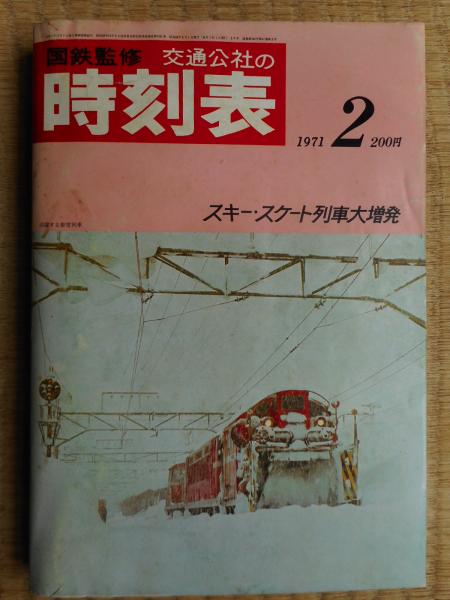 国鉄監修 交通公社の
時刻表
1971 2 200円
スキー・スケート列車大増発